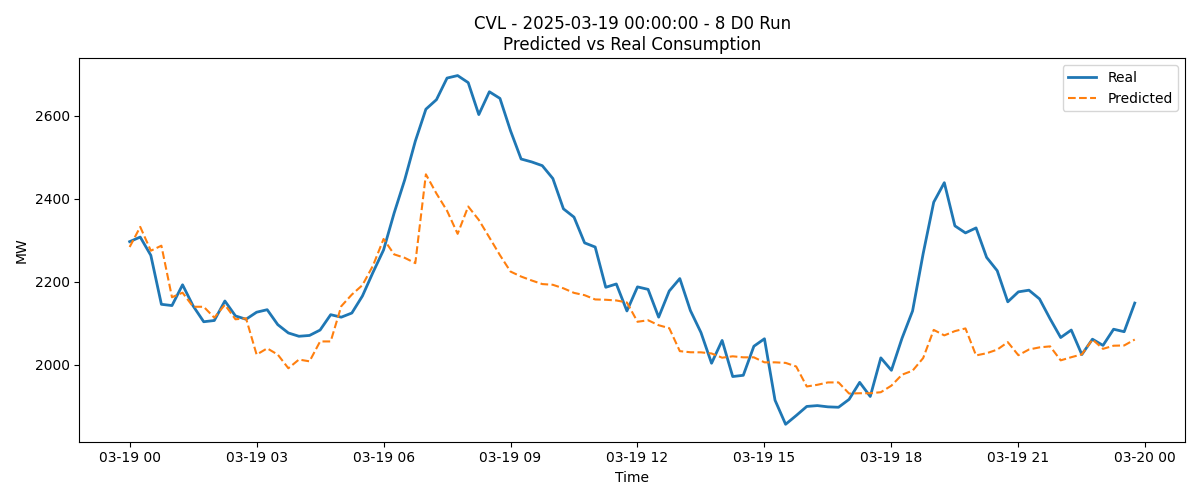 CVL - 2025-03-19 00:00:00 - 8 D0 Run
Predicted vs Real Consumption
Real
Predicted
MW
2600
2400
2200
2000
03-19 00
03-19 03
03-19 06
03-19 09
03-19 12
03-19 15
03-19 18
03-19 21
03-20 00
Time